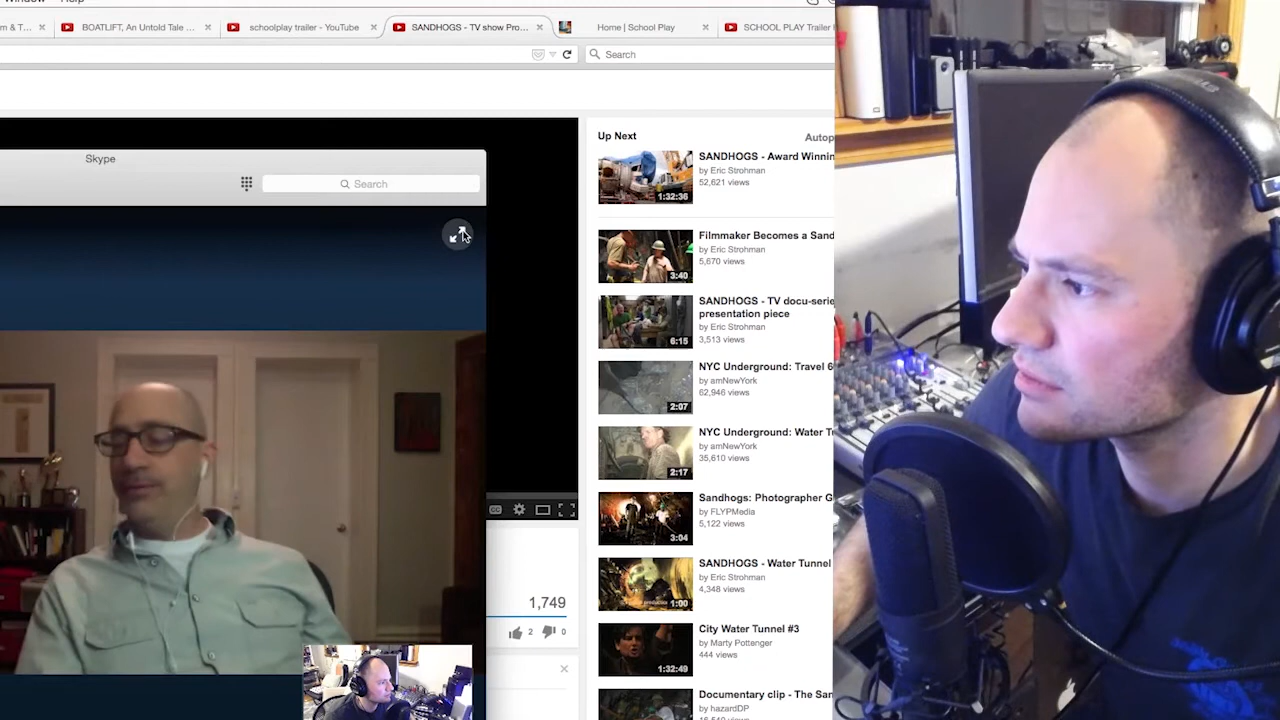 Window Help
m & T...
BOATLIFT, An Untold Tale ...
schoolplay trailer - YouTube
SANDHOGS - TV show Pro...
Home | School Play
SCHOOL PLAY Trailer
Search
Skype
Search
1,749
2
0
Up Next
Autop
SANDHOGS - Award Winnin
by Eric Strohman
52,621 views
1:32:36
Filmmaker Becomes a Sand
by Eric Strohman
5,670 views
3:40
SANDHOGS - TV docu-serie
presentation piece
by Eric Strohman
3,513 views
6:15
NYC Underground: Travel 6
by amNewYork
62,946 views
2:07
NYC Underground: Water T
by amNewYork
35,610 views
2:17
Sandhogs: Photographer G
by FLYPMedia
5,122 views
3:04
SANDHOGS - Water Tunnel
by Eric Strohman
4,348 views
1:00
City Water Tunnel #3
by Marty Pottenger
444 views
1:32:49
Documentary clip - The San
by hazardDP